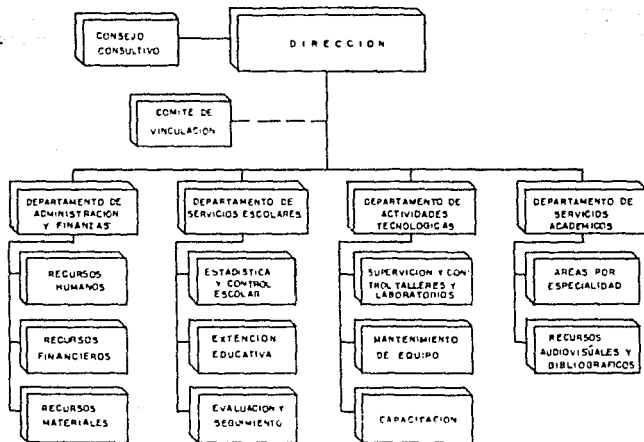 CONSEJO
CONSULTIVO
DIRECCION
COMITE DE
VINCULACION
DEPARTAMENTO DE
ADMINISTRACION
Y FINANZAS
DEPARTAMENTO DE
SERVICIOS ESCOLARES
DEPARTAMENTO DE
ACTIVIDADES
TECNOLOGICAS
DEPARTAMENTO DE
SERVICIOS
ACADEMICOS
RECURSOS
HUMANOS
ESTADISTICA
Y CONTROL
ESCOLAR
SUPERVICION Y CON
TROL TALLERES Y
LABORATORIOS
AREAS POR
ESPECIALIDAD
RECURSOS
FINANCIEROS
EXTENCION
EDUCATIVA
MANTENIMIENTO
DE EQUIPO
RECURSOS
AUDIOVISUALES Y
BIBLIOGRAFICOS
RECURSOS
MATERIALES
EVALUACION Y
SEGUIMIENTO
CAPACITACION